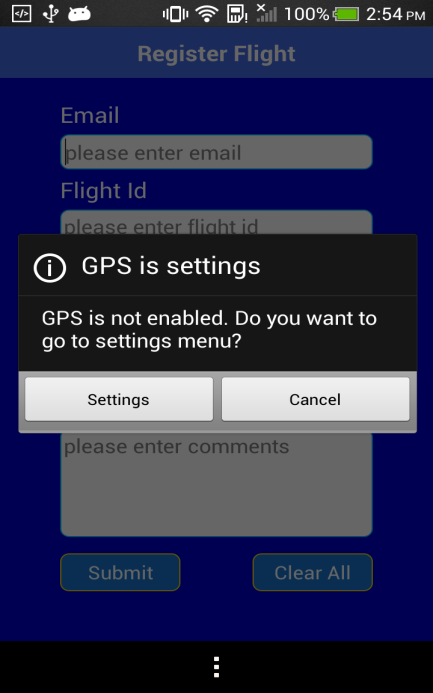 100% 2:54 PM
Register Flight
Email
please enter email
Flight Id
please enter flight id
GPS is settings
GPS is not enabled. Do you want to
go to settings menu?
Settings Cancel
please enter comments
Submit Clear All